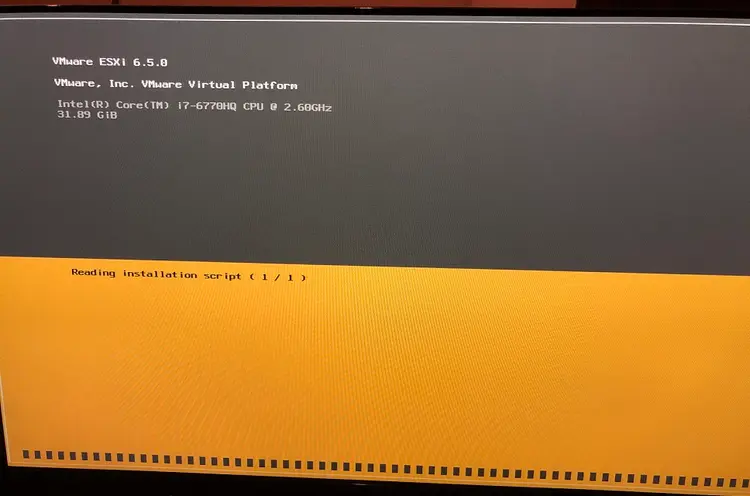 VMware ESXi 6.5.0
VMware, Inc. VMware Virtual Platform
Intel(R) Core(TM) i7-6770HQ CPU @ 2.60GHz
31.89 GiB
Reading installation script ( 1 / 1 )